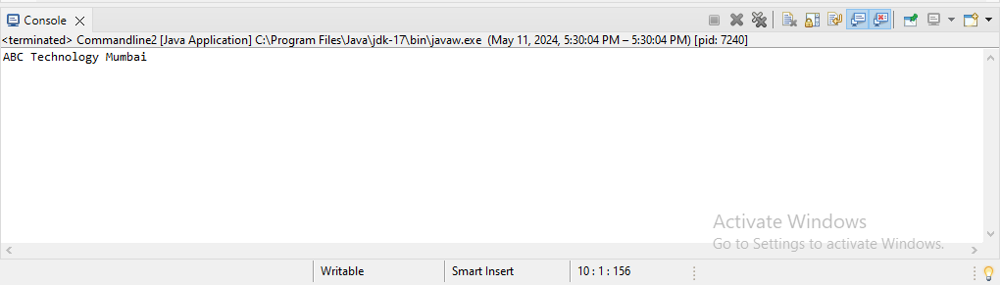 Console
<terminated> Commandline2 [Java Application] C:\Program Files\Java\jdk-17\bin\javaw.exe (May 11, 2024, 5:30:04 PM – 5:30:04 PM) [pid: 7240]
ABC Technology Mumbai
Activate Windows
Go to Settings to activate Windows.
Writable Smart Insert 10 : 1 : 156